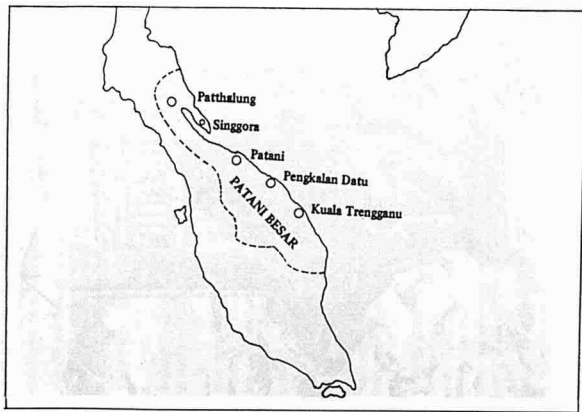 Patthalung
Singgora
Patani
Pengkalan Datu
Kuala Trengganu
PATANI BESAR